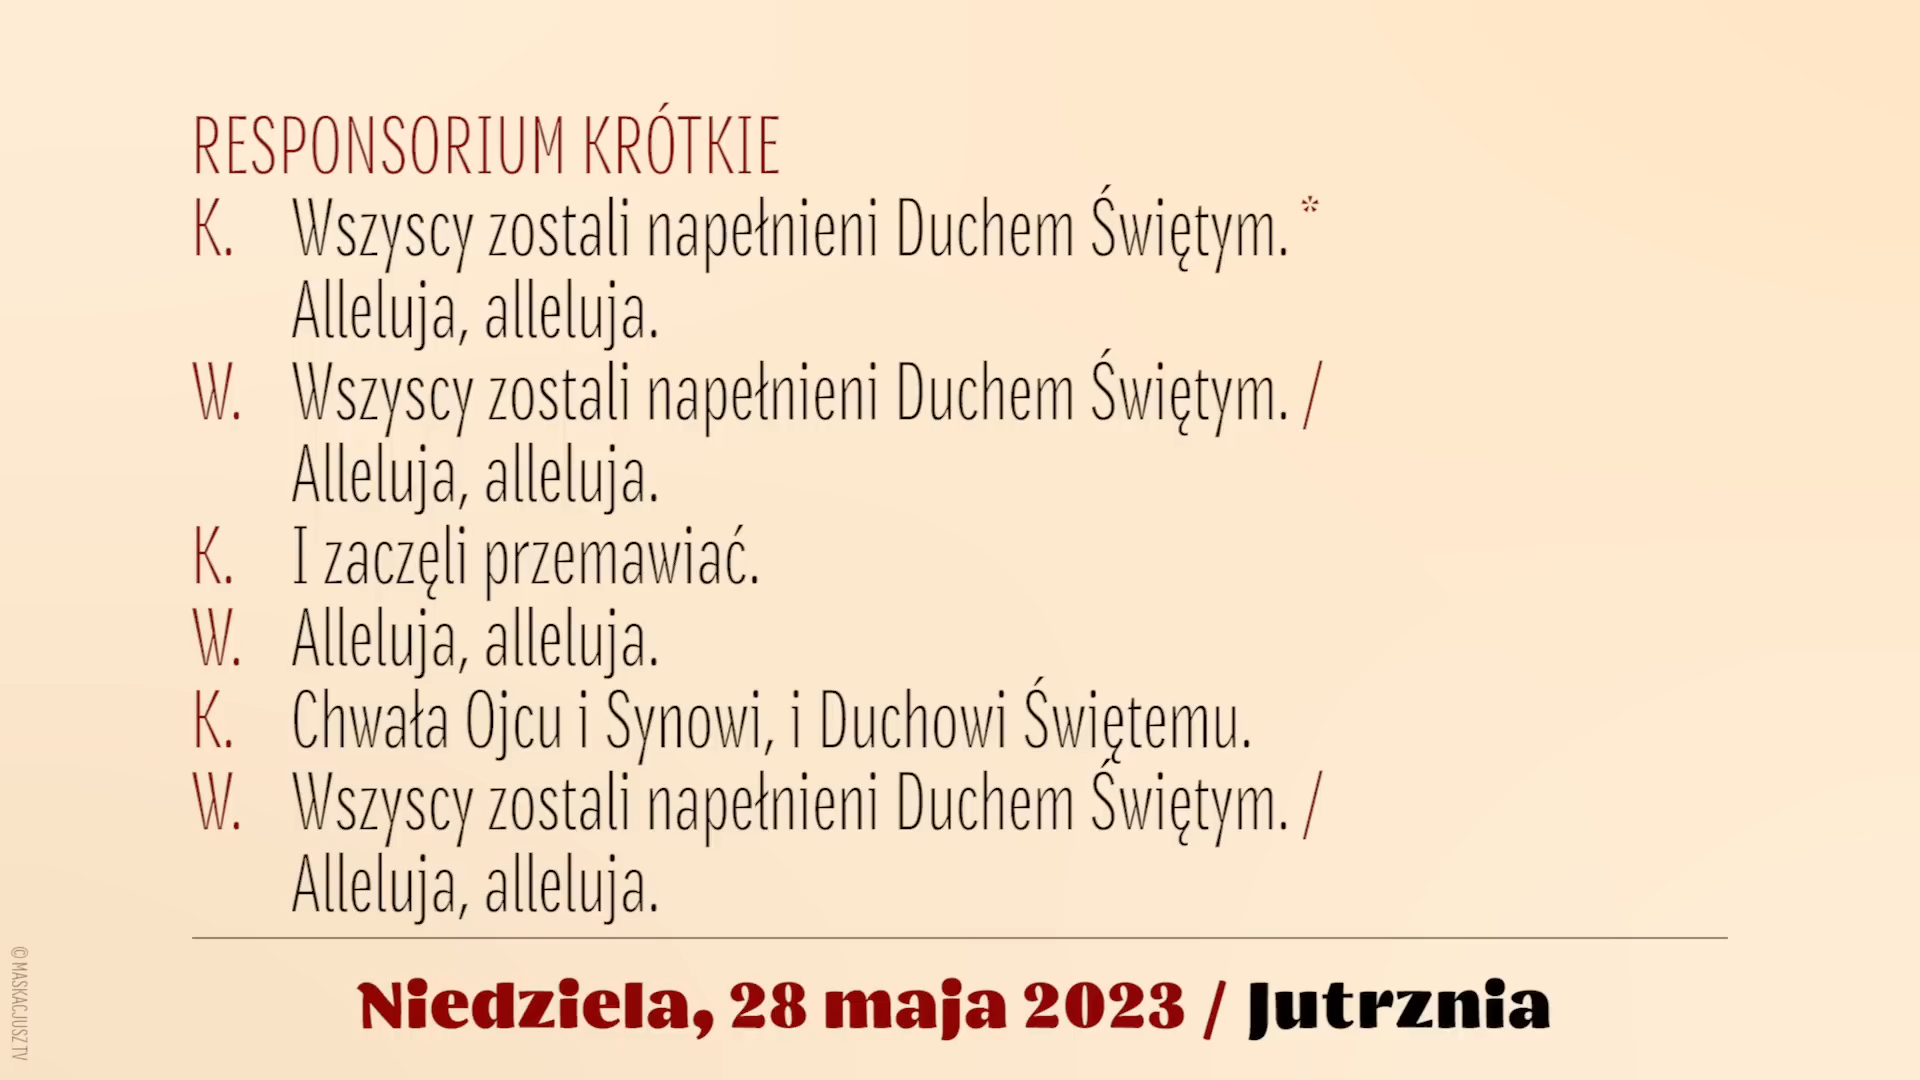 RESPONSORIUM KRÓTKIE
K. Wszyscy zostali napełnieni Duchem Świętym. *
Alleluja, alleluja.
W. Wszyscy zostali napełnieni Duchem Świętym. /
Alleluja, alleluja.
K. I zaczęli przemawiać.
W. Alleluja, alleluja.
K. Chwała Ojcu i Synowi, i Duchowi Świętemu.
W. Wszyscy zostali napełnieni Duchem Świętym. /
Alleluja, alleluja.
Niedziela, 28 maja 2023 / Jutrznia
© MASKACJUSZ TV